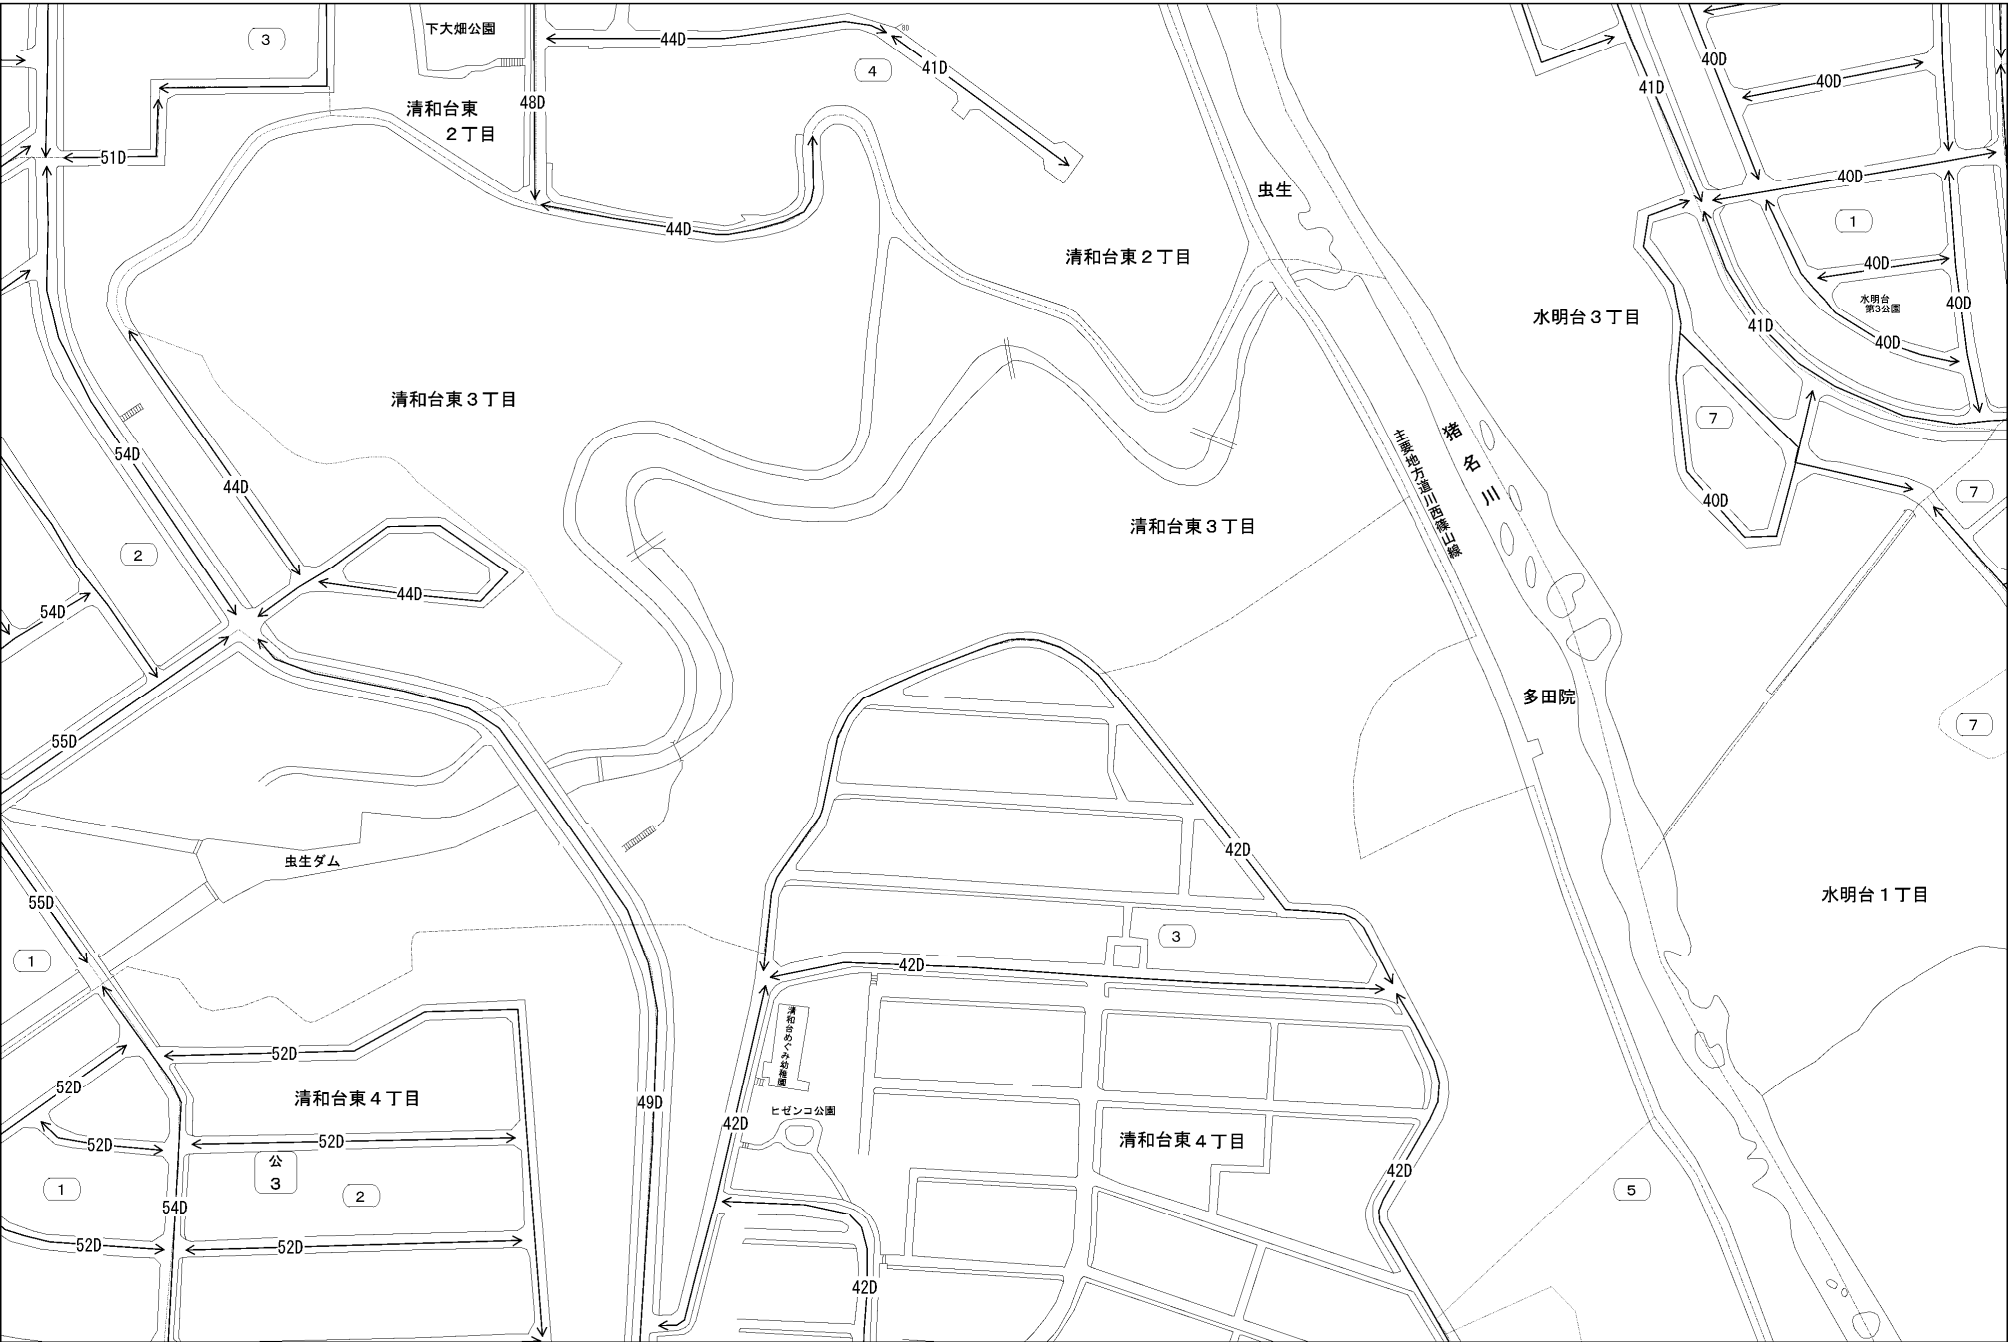 3
下大畑公園
44D
8D
41D
4
48D
清和台東
２丁目
51D
44D
虫生
清和台東２丁目
40D
41D
40D
40D
1
40D
水明台
第3公園
40D
41D
40D
水明台３丁目
清和台東３丁目
7
40D
7
54D
44D
猪名川
主要地方道川西篠山線
清和台東３丁目
2
44D
54D
多田院
7
55D
虫生ダム
42D
55D
水明台１丁目
1
3
42D
清和台めぐみ幼稚園
52D
52D
清和台東４丁目
49D
42D
ヒゼンコ公園
清和台東４丁目
52D
52D
公
3
1
2
54D
42D
5
52D
52D
42D